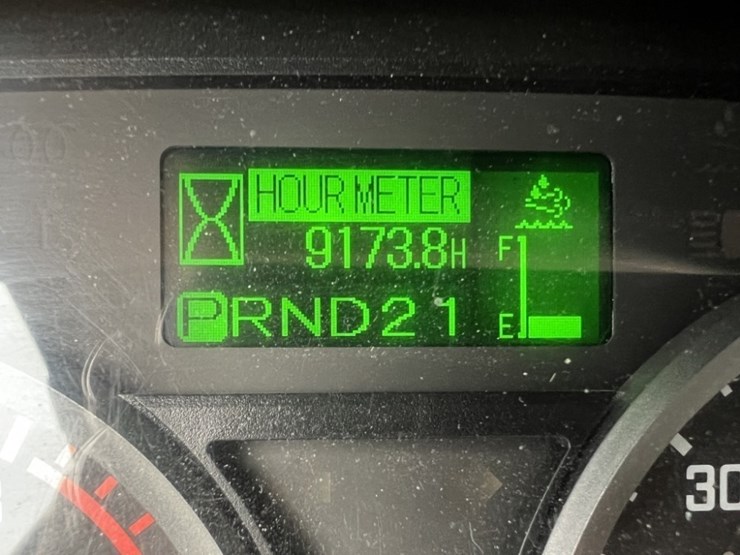 HOUR METER
9173.8H
PRND21
F
E
30